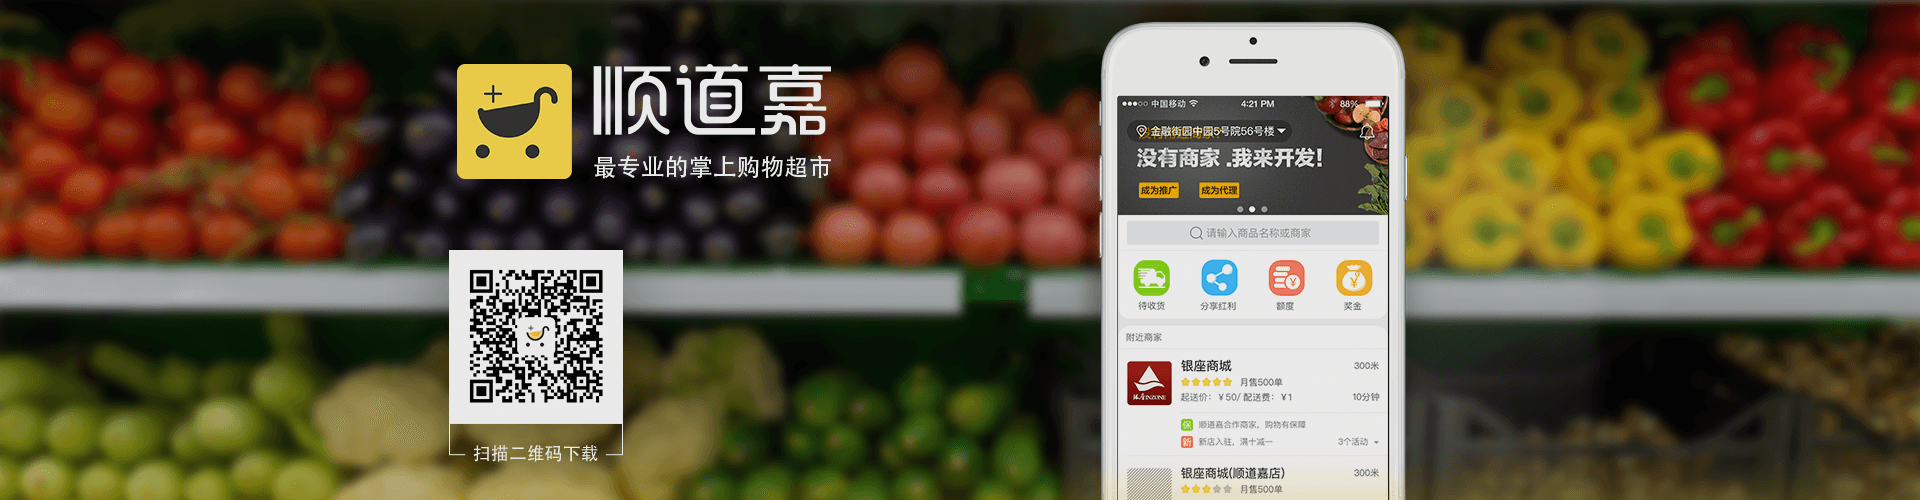 顺道嘉
最专业的掌上购物超市
扫描二维码下载
中国移动 4:21 PM 88%
金融街园中园5号院56号楼
没有商家 .我来开发!
成为推广 成为代理
请输入商品名称或商家
待收货 分享红利 额度 奖金
附近商家
银座商城 300米
月售500单
起送价: ¥50/ 配送费: ¥1 10分钟
保 顺道嘉合作商家，购物有保障
新 新店入驻，满十减一 3个活动
银座商城(顺道嘉店) 300米
月售500单